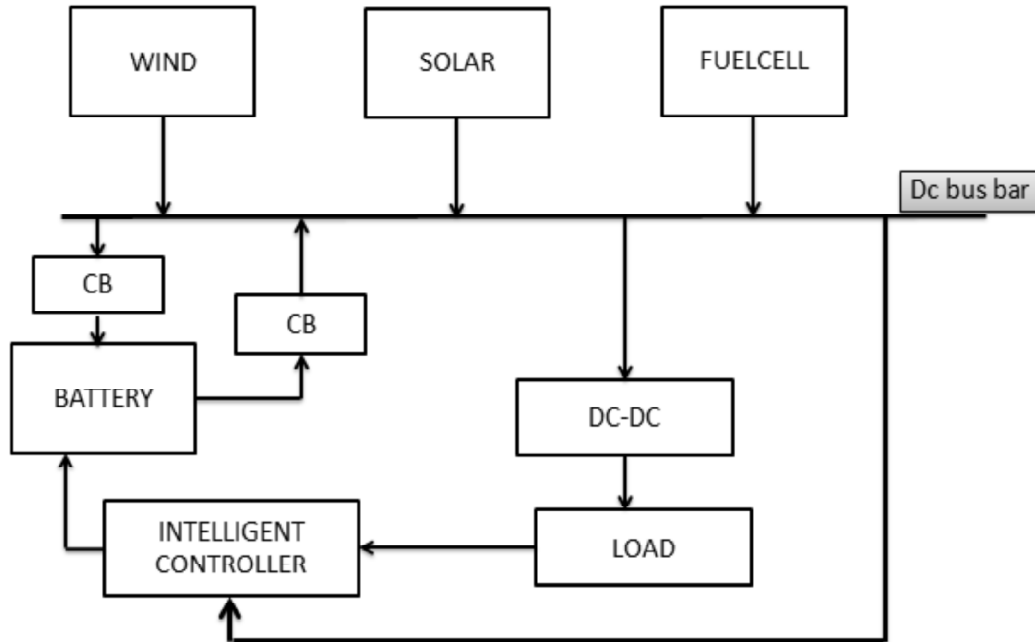 WIND
SOLAR
FUELCELL
Dc bus bar
CB
CB
BATTERY
DC-DC
INTELLIGENT
CONTROLLER
LOAD